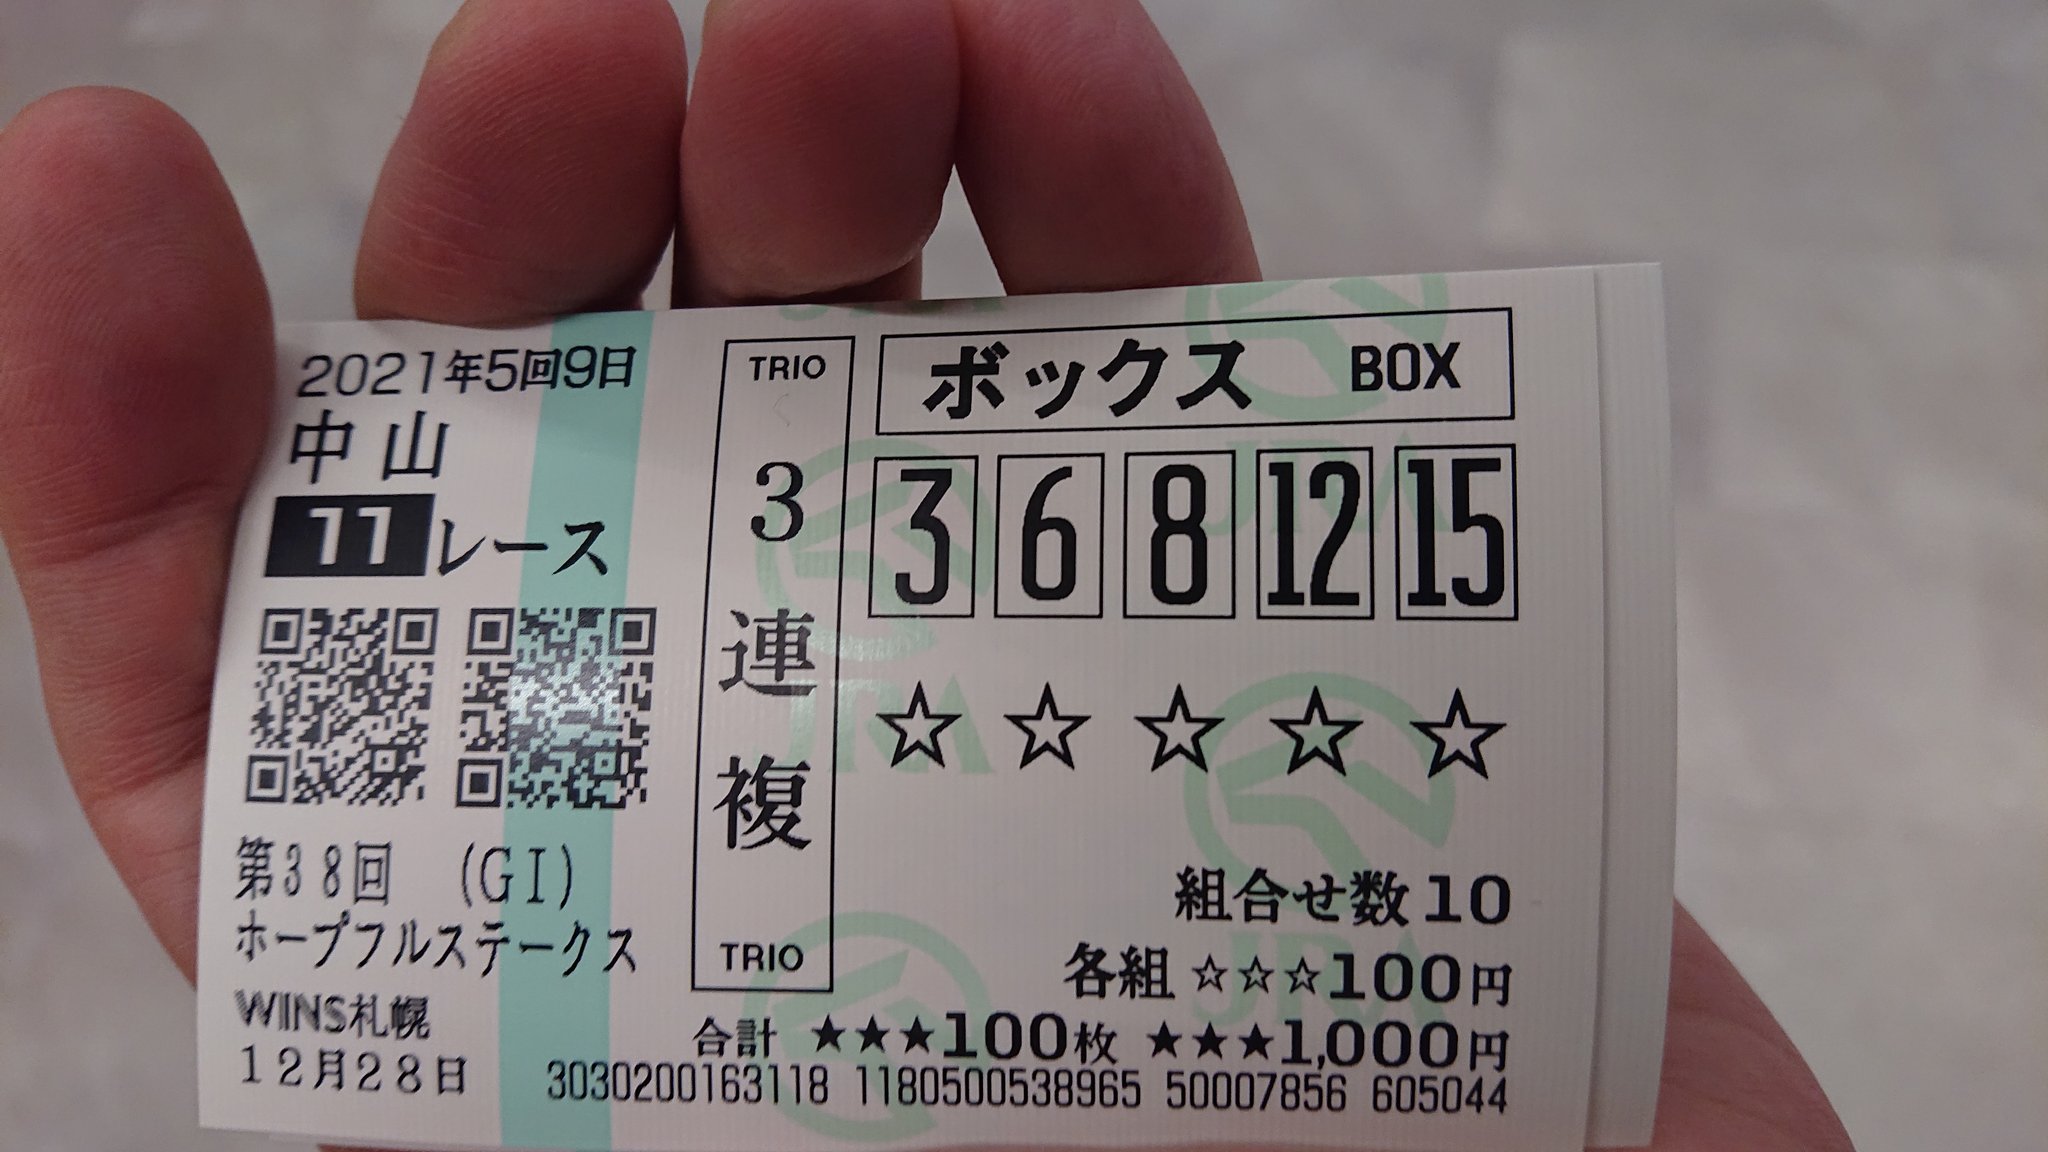 2021年5回9日
中山
11レース
第38回 (GI)
ホープフルステークス
WINS札幌
12月28日
TRIO
3連複
TRIO
ボックス BOX
3 6 8 12 15
☆ ☆ ☆ ☆ ☆
組合せ数10
各組 ☆☆☆100円
合計 ★★★100枚 ★★★1,000円
3030200163118 1180500538965 50007856 605044
JRA
JRA
JRA